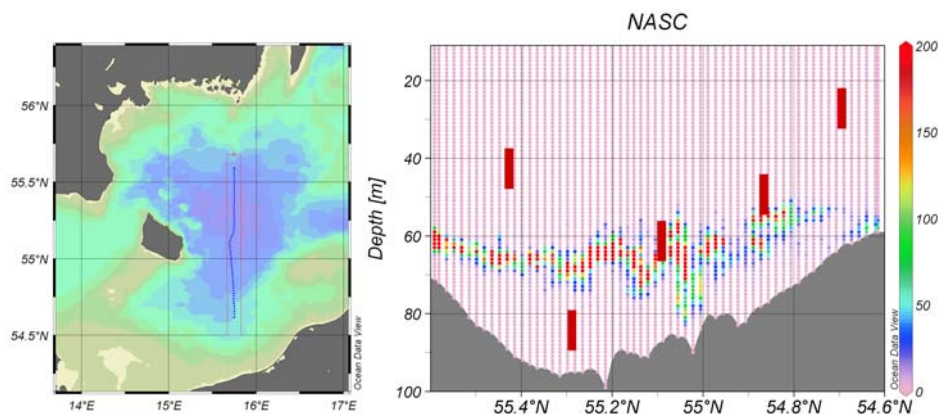 NASC
56°N
55.5°N
55°N
54.5°N
14°E 15°E 16°E 17°E
Ocean Data View
Depth [m]
20
40
60
80
100
55.4°N 55.2°N 55°N 54.8°N 54.6°N
Ocean Data View
200
150
100
50
0